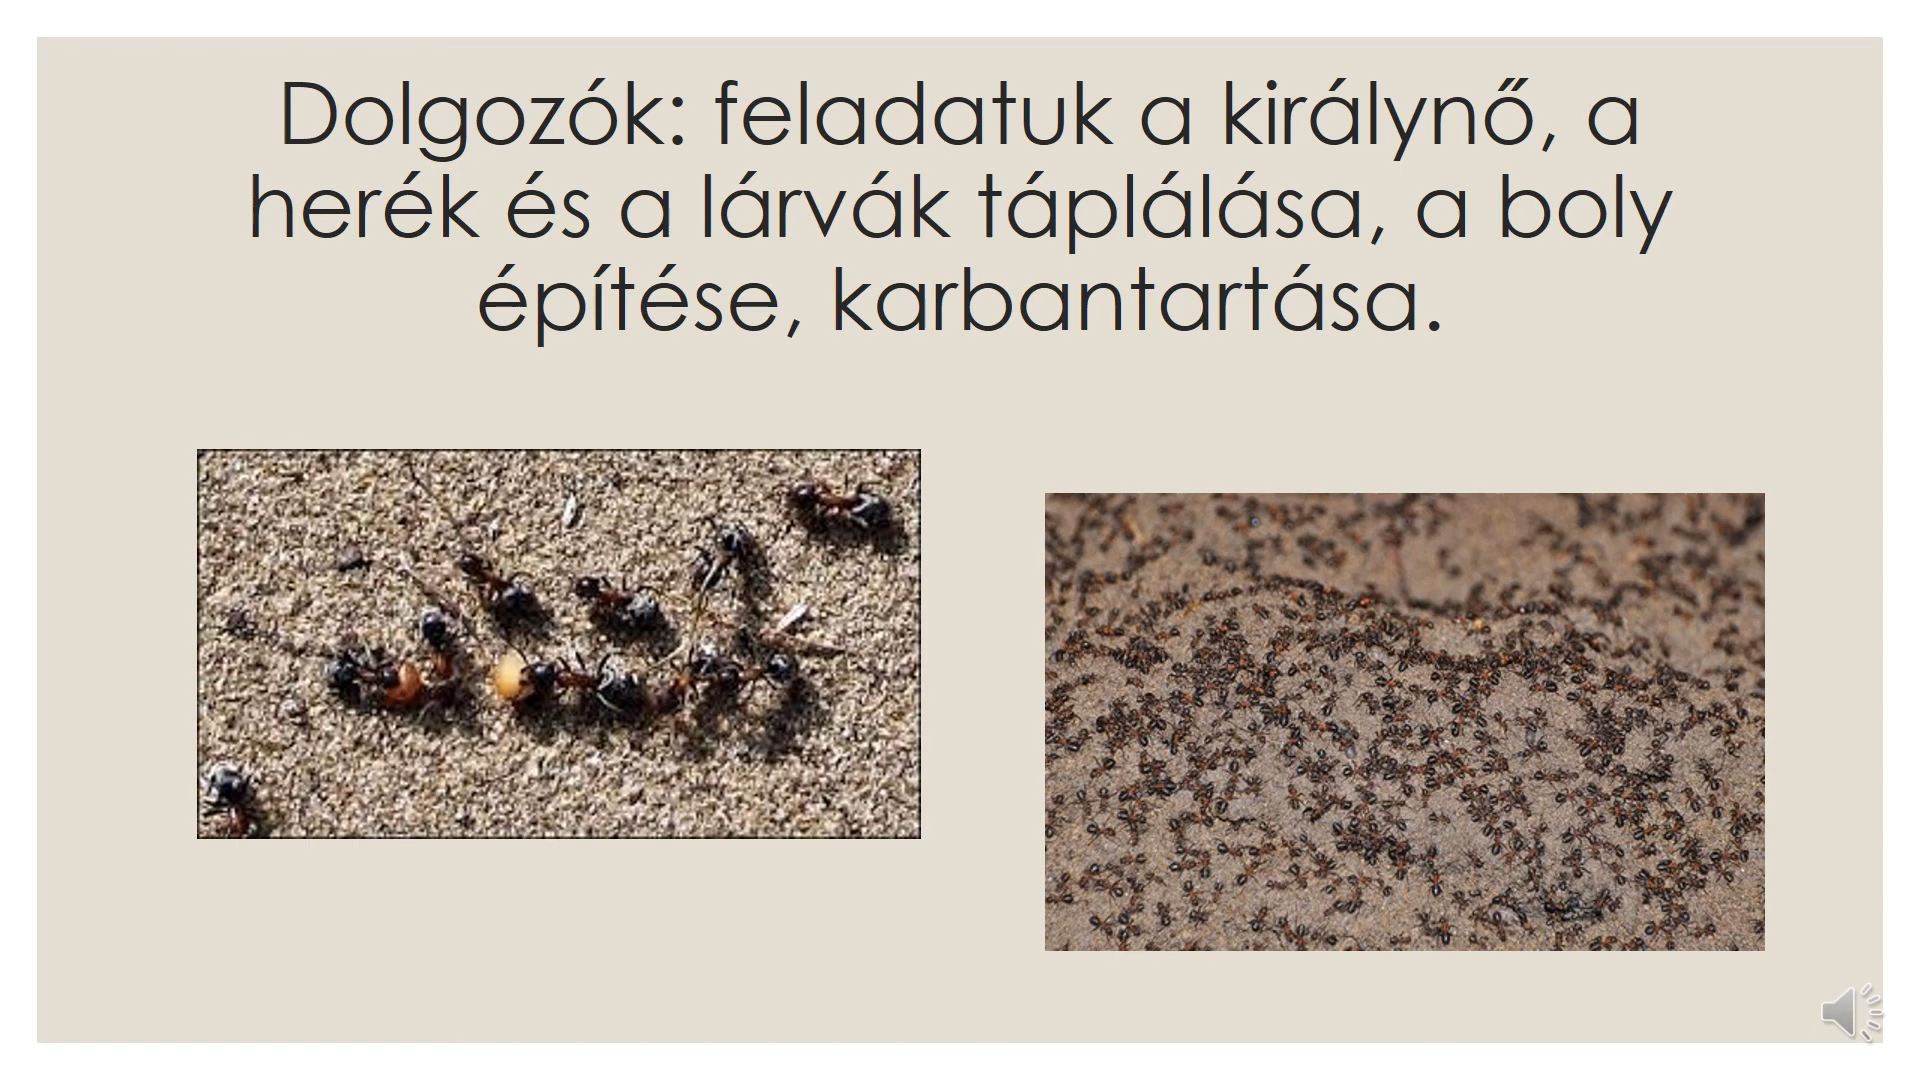 Dolgozók: feladatuk a királynő, a
herék és a lárvák táplálása, a boly
építése, karbantartása.